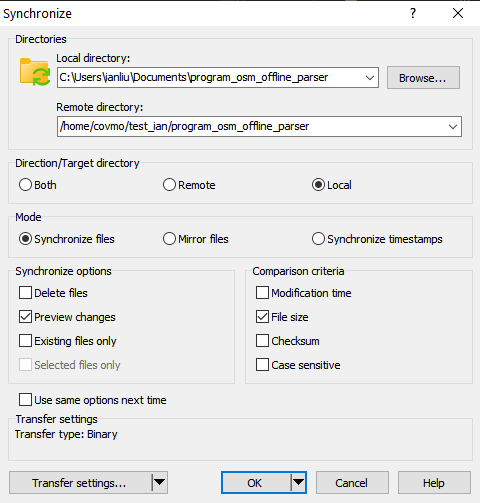 Synchronize
?
Directories
Local directory:
C:\Users\ianliu\Documents\program_osm_offline_parser
Browse...
Remote directory:
/home/covmo/test_ian/program_osm_offline_parser
Direction/Target directory
Both
Remote
Local
Mode
Synchronize files
Mirror files
Synchronize timestamps
Synchronize options
Delete files
Preview changes
Existing files only
Selected files only
Comparison criteria
Modification time
File size
Checksum
Case sensitive
Use same options next time
Transfer settings
Transfer type: Binary
Transfer settings...
OK
Cancel
Help